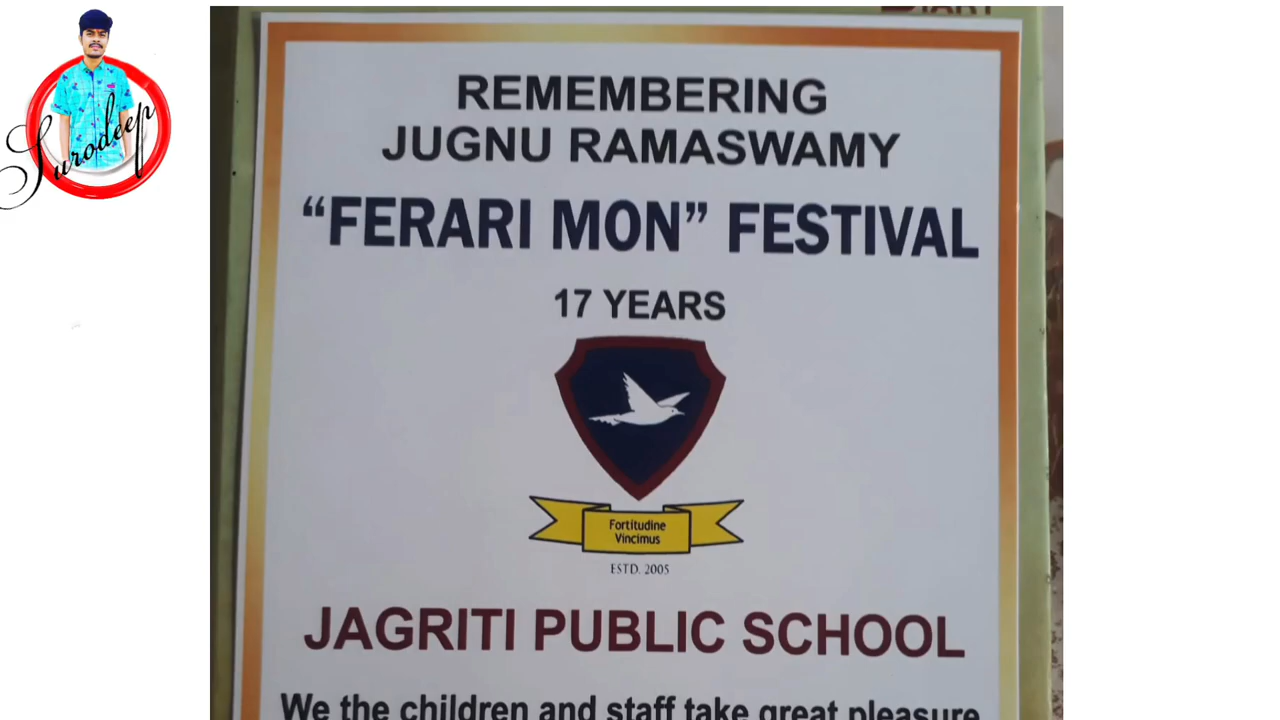 Surodeep
REMEMBERING
JUGNU RAMASWAMY
“FERARI MON” FESTIVAL
17 YEARS
Fortitudine
Vincimus
ESTD. 2005
JAGRITI PUBLIC SCHOOL
We the children and staff take great pleasure